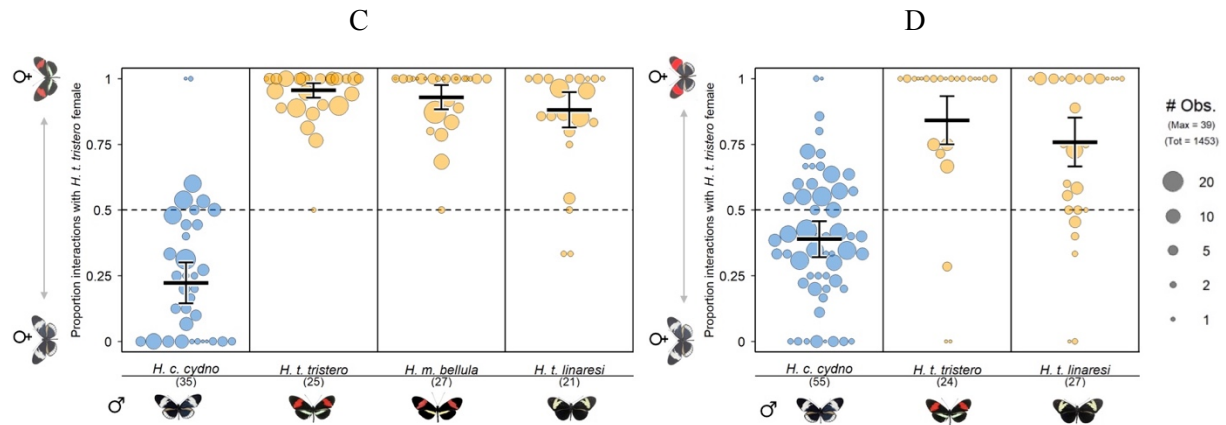 C
♀
1
0.75
0.5
0.25
0
Proportion interactions with H. t. tristero female
♀
H. c. cydno
(35)
H. t. tristero
(25)
H. m. bellula
(27)
H. t. linaresi
(21)
♂
D
♀
1
0.75
0.5
0.25
0
Proportion interactions with H. t. tristero female
♀
H. c. cydno
(55)
H. t. tristero
(24)
H. t. linaresi
(27)
♂
# Obs.
(Max = 39)
(Tot = 1453)
20
10
5
2
1